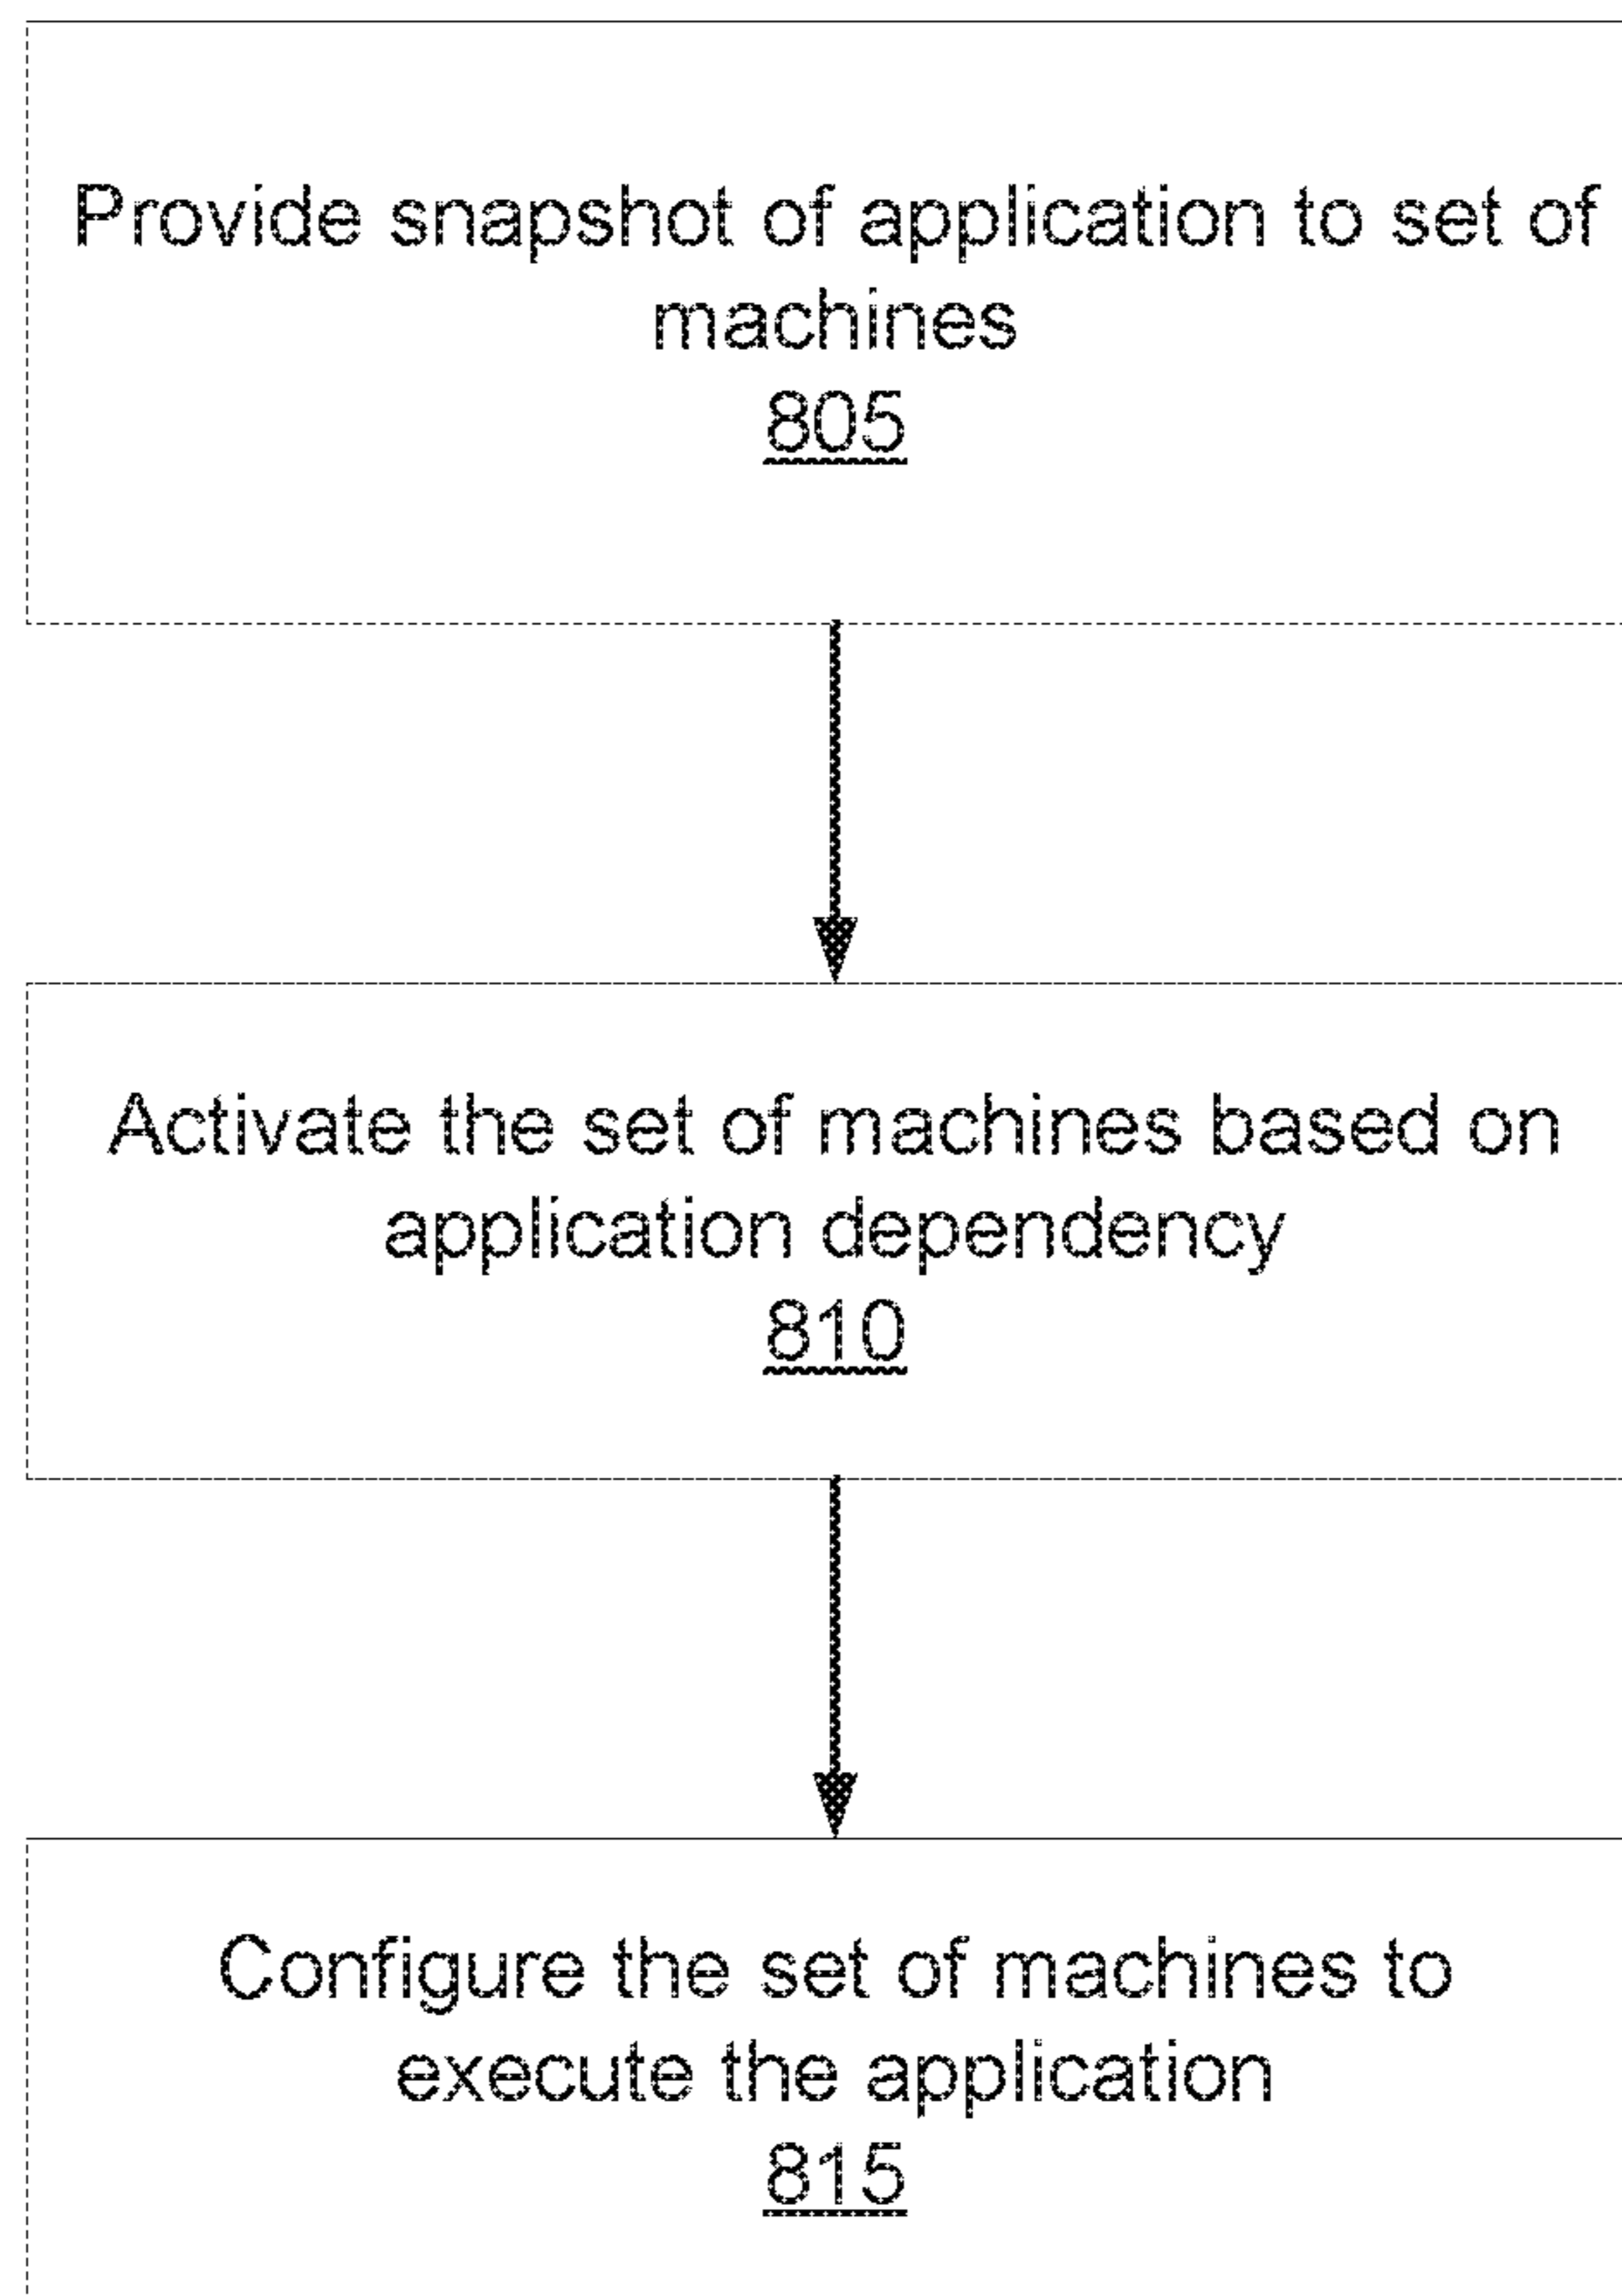 Provide snapshot of application to set of
machines
805
Activate the set of machines based on
application dependency
810
Configure the set of machines to
execute the application
815